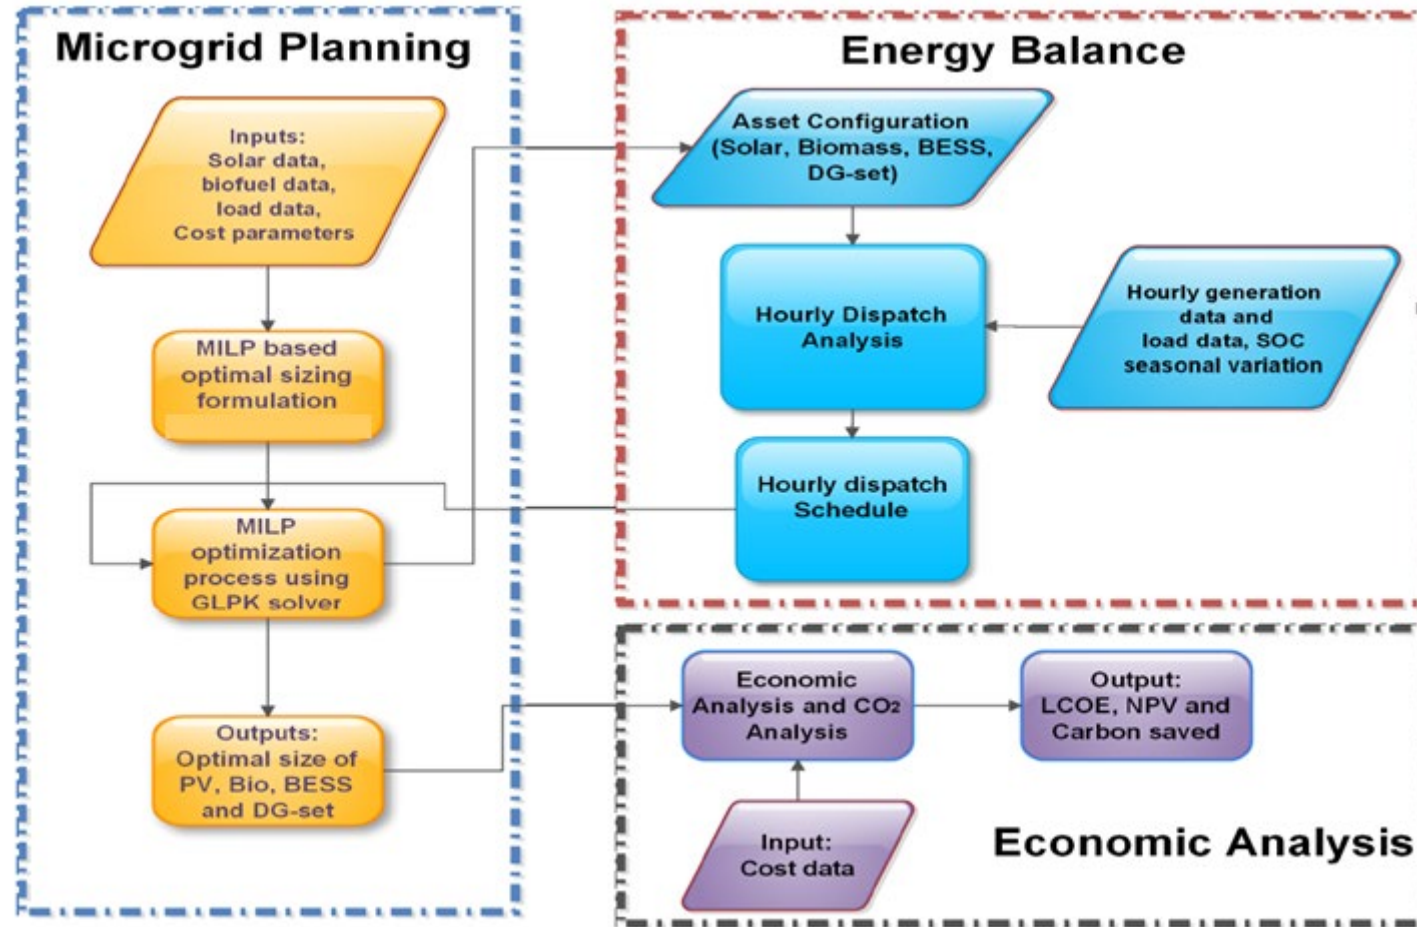 Microgrid Planning
Inputs:
Solar data,
biofuel data,
load data,
Cost parameters
MILP based
optimal sizing
formulation
MILP
optimization
process using
GLPK solver
Outputs:
Optimal size of
PV, Bio, BESS
and DG-set
Energy Balance
Asset Configuration
(Solar, Biomass, BESS,
DG-set)
Hourly Dispatch
Analysis
Hourly generation
data and
load data, SOC
seasonal variation
Hourly dispatch
Schedule
Economic
Analysis and CO₂
Analysis
Output:
LCOE, NPV and
Carbon saved
Input:
Cost data
Economic Analysis